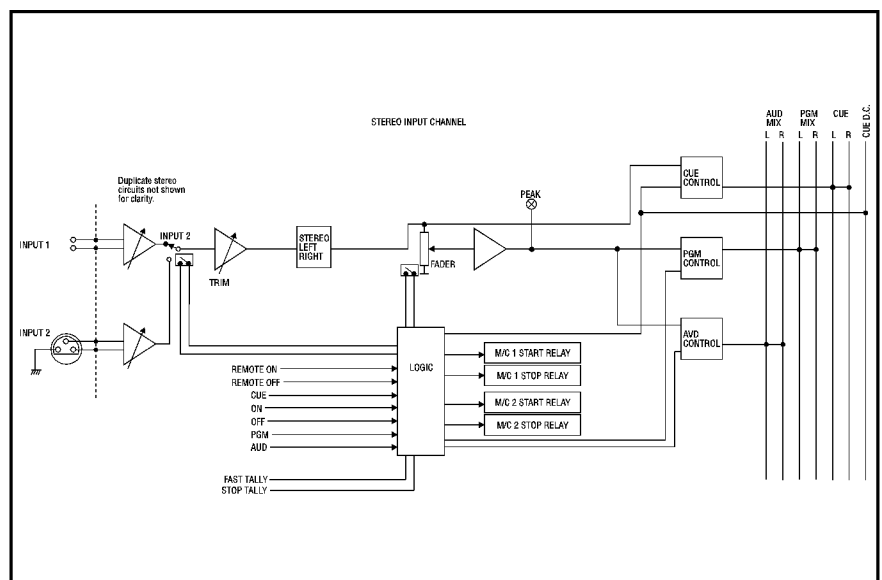 STEREO INPUT CHANNEL
AUD
MIX
PGM
MIX
CUE
CUE D.C.
L R L R L R
Duplicate stereo
circuits not shown
for clarity.
CUE
CONTROL
PEAK
INPUT 1
INPUT 2
TRIM
STEREO
LEFT
RIGHT
FADER
PGM
CONTROL
INPUT 2
AVD
CONTROL
LOGIC
M/C 1 START RELAY
M/C 1 STOP RELAY
M/C 2 START RELAY
M/C 2 STOP RELAY
REMOTE ON
REMOTE OFF
CUE
ON
OFF
PGM
AUD
FAST TALLY
STOP TALLY